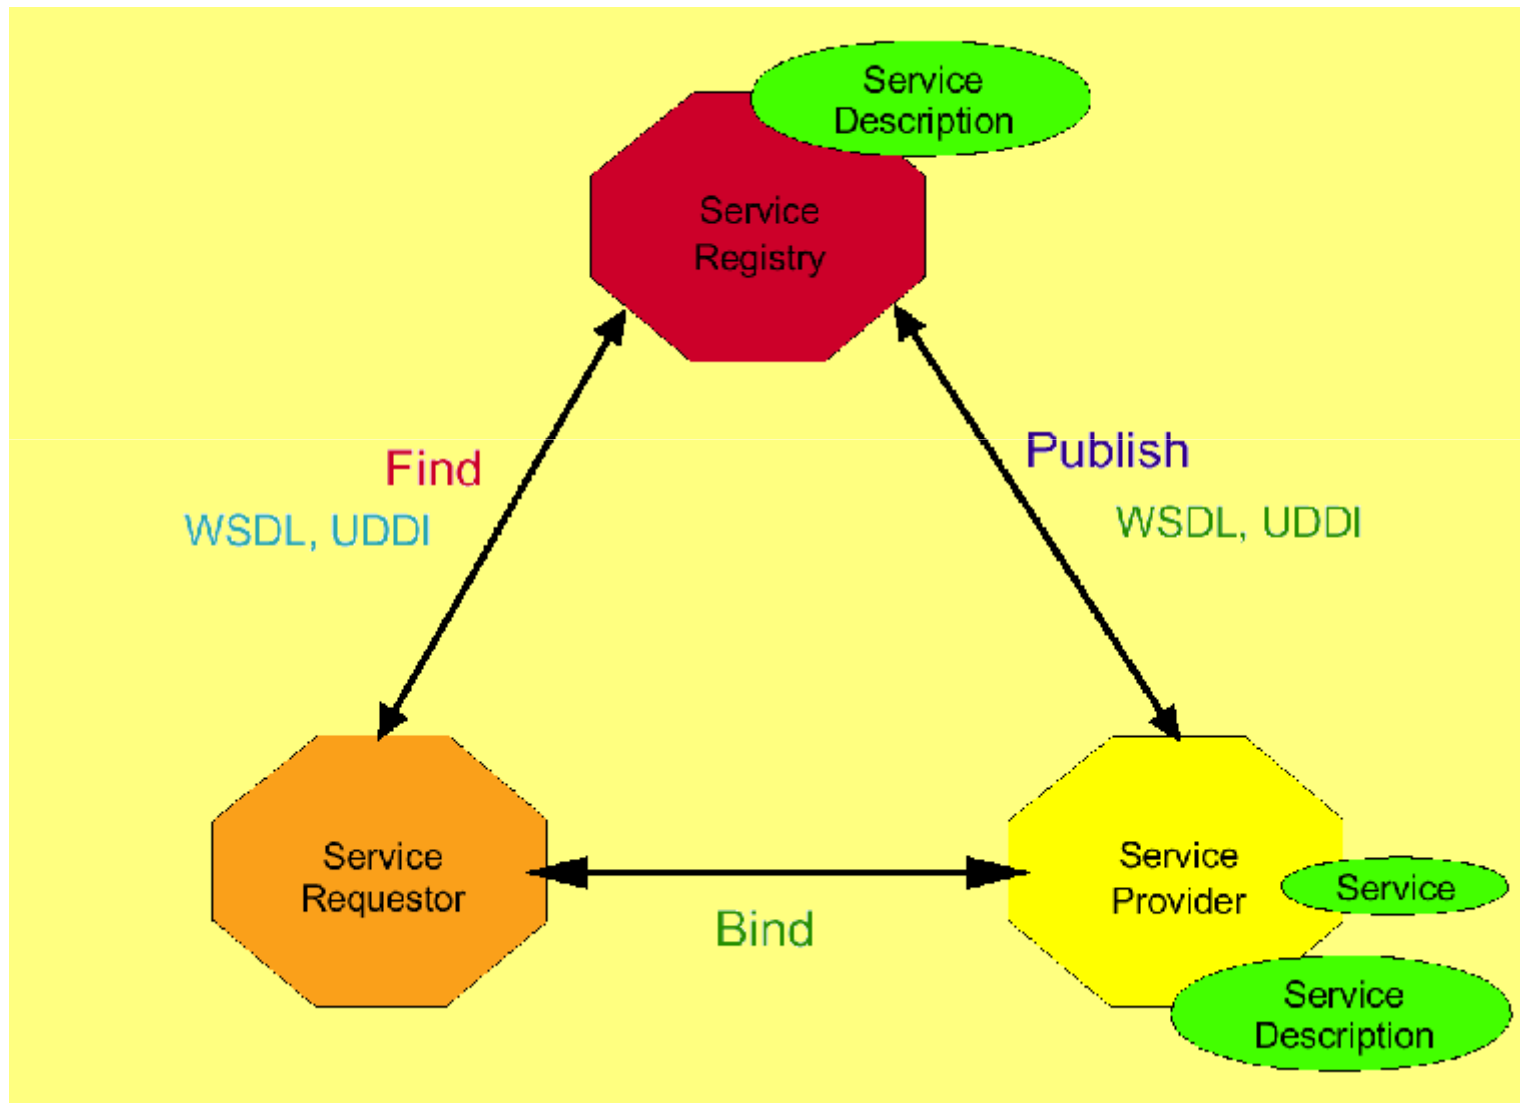 Service
Description
Service
Registry
Find
WSDL, UDDI
Publish
WSDL, UDDI
Service
Requestor
Bind
Service
Provider
Service
Service
Description